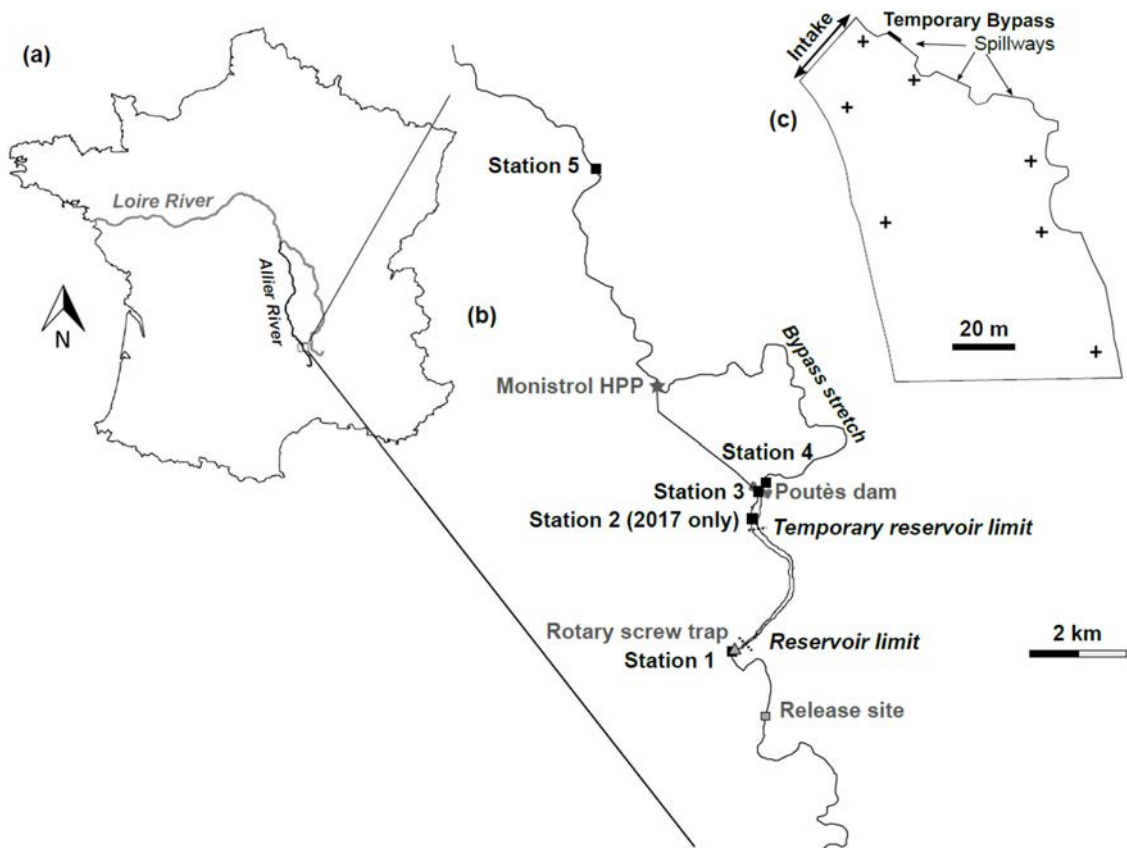 (a)
Loire River
Allier River
N
(b)
Station 5
Monistrol HPP
Bypass stretch
Station 4
Station 3
Poutès dam
Station 2 (2017 only)
Temporary reservoir limit
Rotary screw trap
Reservoir limit
Station 1
Release site
2 km
(c)
Intake
Temporary Bypass
Spillways
20 m